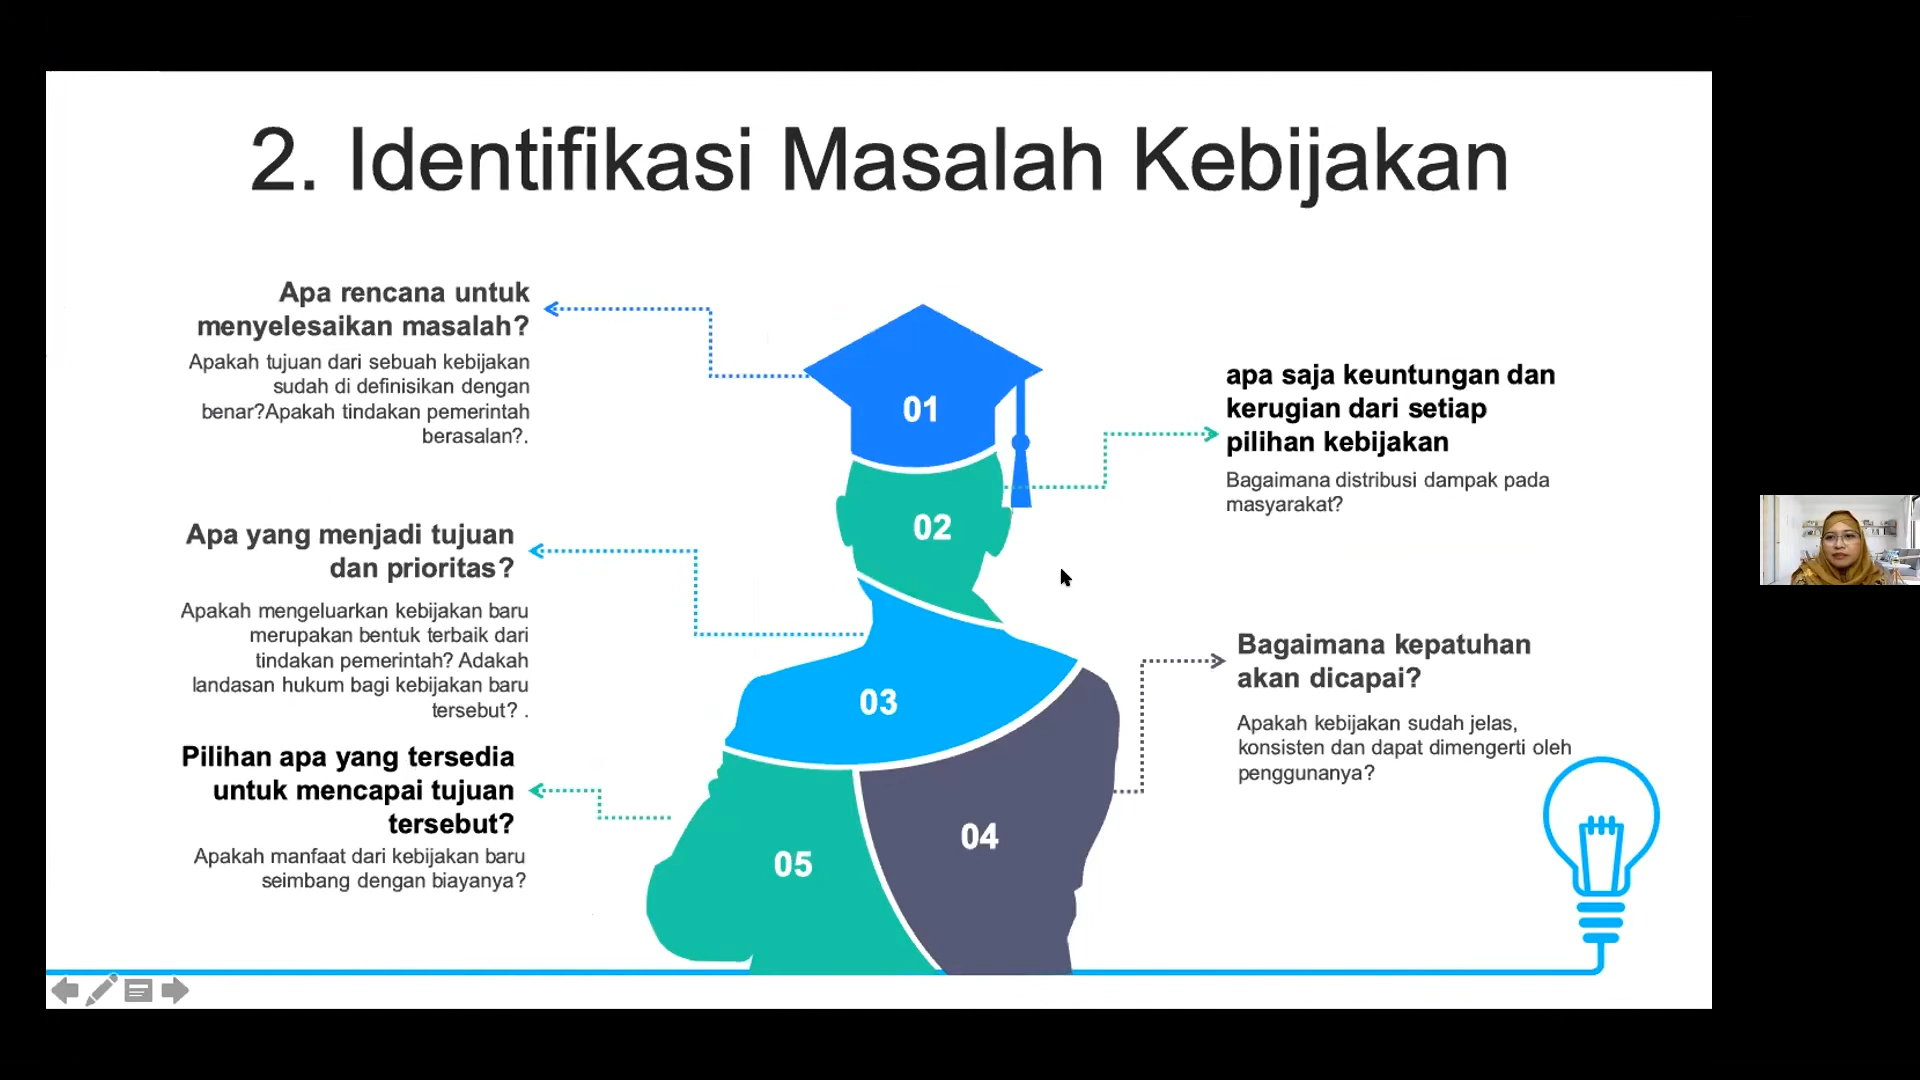 2. Identifikasi Masalah Kebijakan
Apa rencana untuk
menyelesaikan masalah?
Apakah tujuan dari sebuah kebijakan
sudah di definisikan dengan
benar?Apakah tindakan pemerintah
berasalan?.
01
apa saja keuntungan dan
kerugian dari setiap
pilihan kebijakan
Bagaimana distribusi dampak pada
masyarakat?
02
Apa yang menjadi tujuan
dan prioritas?
Apakah mengeluarkan kebijakan baru
merupakan bentuk terbaik dari
tindakan pemerintah? Adakah
landasan hukum bagi kebijakan baru
tersebut? .
03
Bagaimana kepatuhan
akan dicapai?
Apakah kebijakan sudah jelas,
konsisten dan dapat dimengerti oleh
penggunanya?
04
Pilihan apa yang tersedia
untuk mencapai tujuan
tersebut?
Apakah manfaat dari kebijakan baru
seimbang dengan biayanya?
05